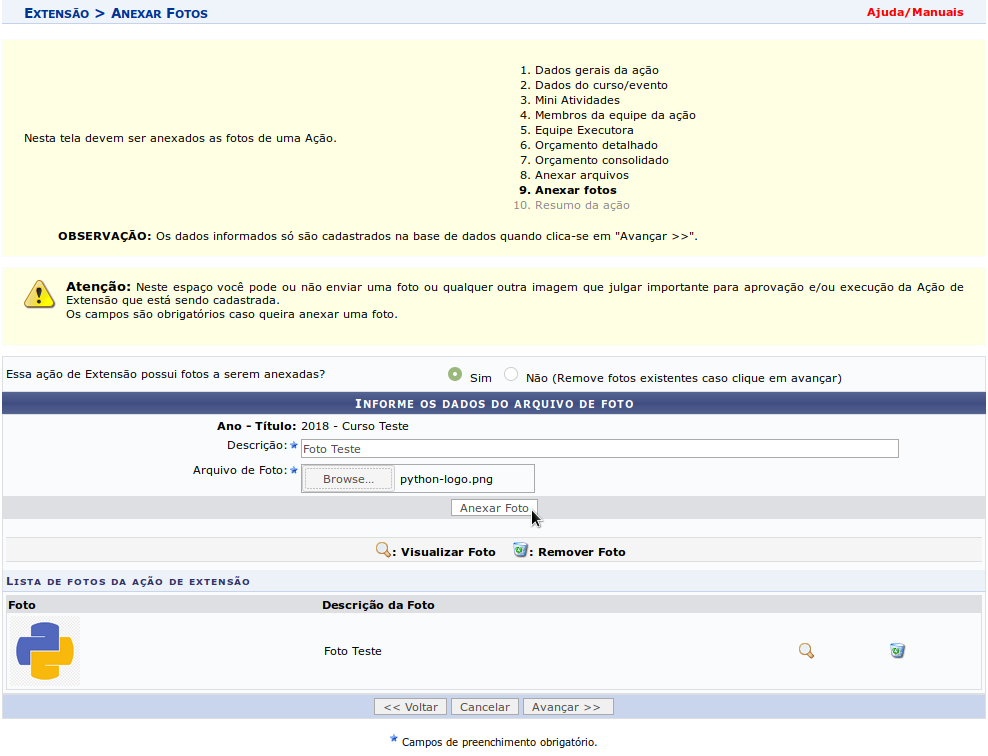 Extensão > Anexar Fotos
Ajuda/Manuais
Nesta tela devem ser anexados as fotos de uma Ação.
1. Dados gerais da ação
2. Dados do curso/evento
3. Mini Atividades
4. Membros da equipe da ação
5. Equipe Executora
6. Orçamento detalhado
7. Orçamento consolidado
8. Anexar arquivos
9. Anexar fotos
10. Resumo da ação
OBSERVAÇÃO: Os dados informados só são cadastrados na base de dados quando clica-se em "Avançar >>".
Atenção: Neste espaço você pode ou não enviar uma foto ou qualquer outra imagem que julgar importante para aprovação e/ou execução da Ação de
Extensão que está sendo cadastrada.
Os campos são obrigatórios caso queira anexar uma foto.
Essa ação de Extensão possui fotos a serem anexadas?
Sim
Não (Remove fotos existentes caso clique em avançar)
Informe os dados do arquivo de foto
Ano - Título: 2018 - Curso Teste
Descrição: Foto Teste
Arquivo de Foto: Browse... python-logo.png
Anexar Foto
: Visualizar Foto : Remover Foto
Lista de fotos da ação de extensão
Foto Descrição da Foto
Foto Teste
<< Voltar Cancelar Avançar >>
Campos de preenchimento obrigatório.